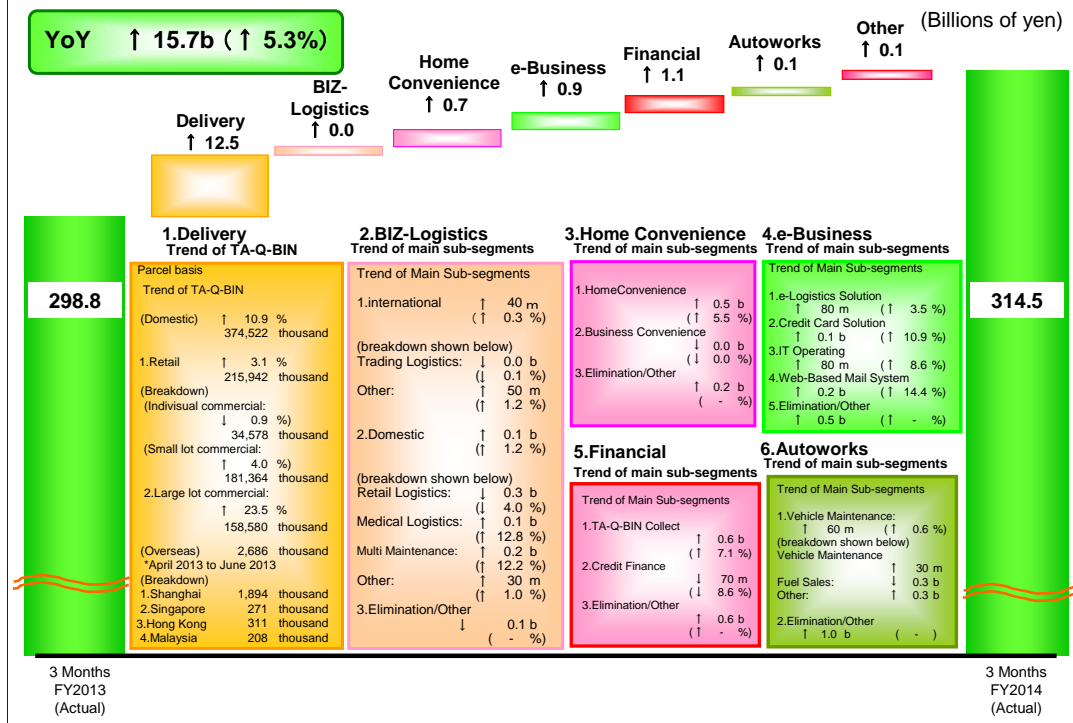 YoY ↑ 15.7b ( ↑ 5.3%)
(Billions of yen)
Delivery
↑ 12.5
BIZ-
Logistics
↑ 0.0
Home
Convenience
↑ 0.7
e-Business
↑ 0.9
Financial
↑ 1.1
Autoworks
↑ 0.1
Other
↑ 0.1
298.8
314.5
1.Delivery
Trend of TA-Q-BIN
Parcel basis
Trend of TA-Q-BIN
(Domestic) ↑ 10.9 %
374,522 thousand
1.Retail ↑ 3.1 %
215,942 thousand
(Breakdown)
(Indivisual commercial:
↓ 0.9 %)
34,578 thousand
(Small lot commercial:
↑ 4.0 %)
181,364 thousand
2.Large lot commercial:
↑ 23.5 %
158,580 thousand
(Overseas) 2,686 thousand
*April 2013 to June 2013
(Breakdown)
1.Shanghai 1,894 thousand
2.Singapore 271 thousand
3.Hong Kong 311 thousand
4.Malaysia 208 thousand
2.BIZ-Logistics
Trend of main sub-segments
Trend of Main Sub-segments
1.international ↑ 40 m
(↑ 0.3 %)
(breakdown shown below)
Trading Logistics: ↓ 0.0 b
(↓ 0.1 %)
Other: ↑ 50 m
(↑ 1.2 %)
2.Domestic ↑ 0.1 b
(↑ 1.2 %)
(breakdown shown below)
Retail Logistics: ↓ 0.3 b
(↓ 4.0 %)
Medical Logistics: ↑ 0.1 b
(↑ 12.8 %)
Multi Maintenance: ↑ 0.2 b
(↑ 12.2 %)
Other: ↑ 30 m
(↑ 1.0 %)
3.Elimination/Other
↓ 0.1 b
( - %)
3.Home Convenience
Trend of main sub-segments
1.HomeConvenience
↑ 0.5 b
(↑ 5.5 %)
2.Business Convenience
↓ 0.0 b
(↓ 0.0 %)
3.Elimination/Other
↑ 0.2 b
( - %)
4.e-Business
Trend of main sub-segments
Trend of Main Sub-segments
1.e-Logistics Solution
↑ 80 m (↑ 3.5 %)
2.Credit Card Solution
↑ 0.1 b (↑ 10.9 %)
3.IT Operating
↑ 80 m (↑ 8.6 %)
4.Web-Based Mail System
↑ 0.2 b (↑ 14.4 %)
5.Elimination/Other
↑ 0.5 b (↑ - %)
5.Financial
Trend of main sub-segments
Trend of Main Sub-segments
1.TA-Q-BIN Collect
↑ 0.6 b
(↑ 7.1 %)
2.Credit Finance
↓ 70 m
(↓ 8.6 %)
3.Elimination/Other
↑ 0.6 b
(↑ - %)
6.Autoworks
Trend of main sub-segments
Trend of Main Sub-segments
1.Vehicle Maintenance:
↑ 60 m (↑ 0.6 %)
(breakdown shown below)
Vehicle Maintenance
↑ 30 m
Fuel Sales: ↓ 0.3 b
Other: ↑ 0.3 b
2.Elimination/Other
↑ 1.0 b ( - )
3 Months
FY2013
(Actual)
3 Months
FY2014
(Actual)